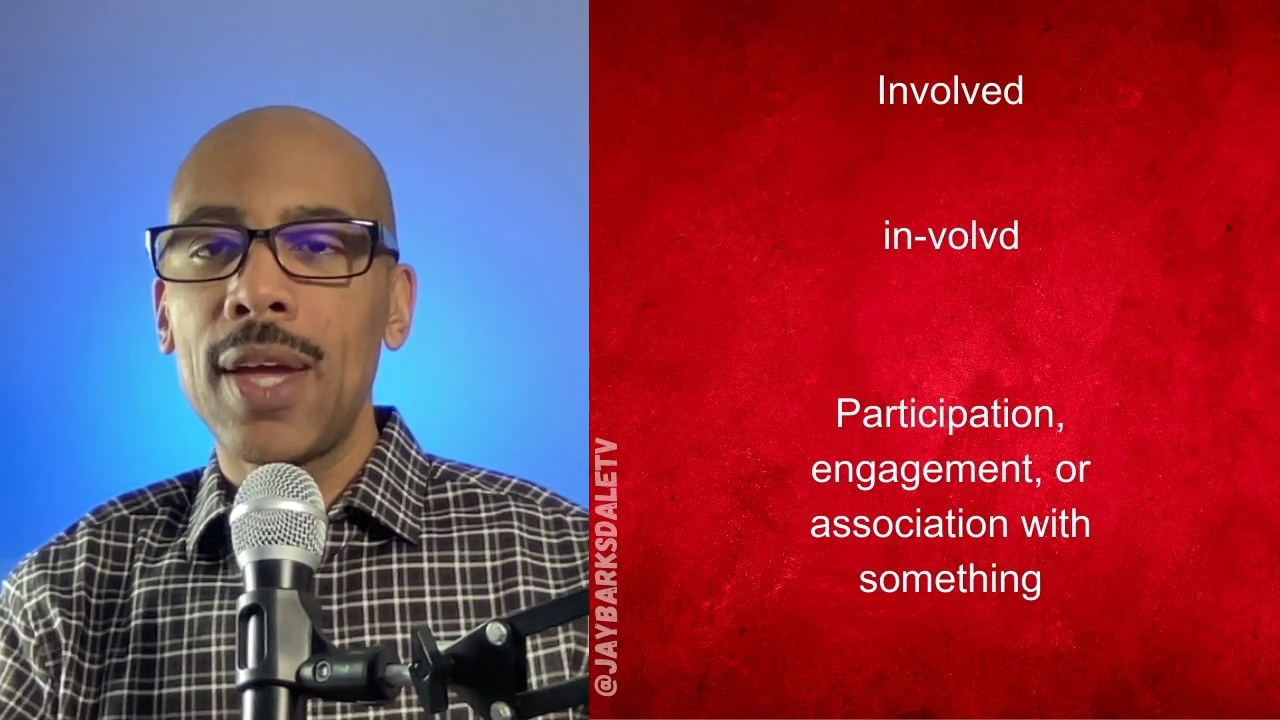 Involved
in-volvd
Participation,
engagement, or
association with
something
@JAYBARKSDALETV